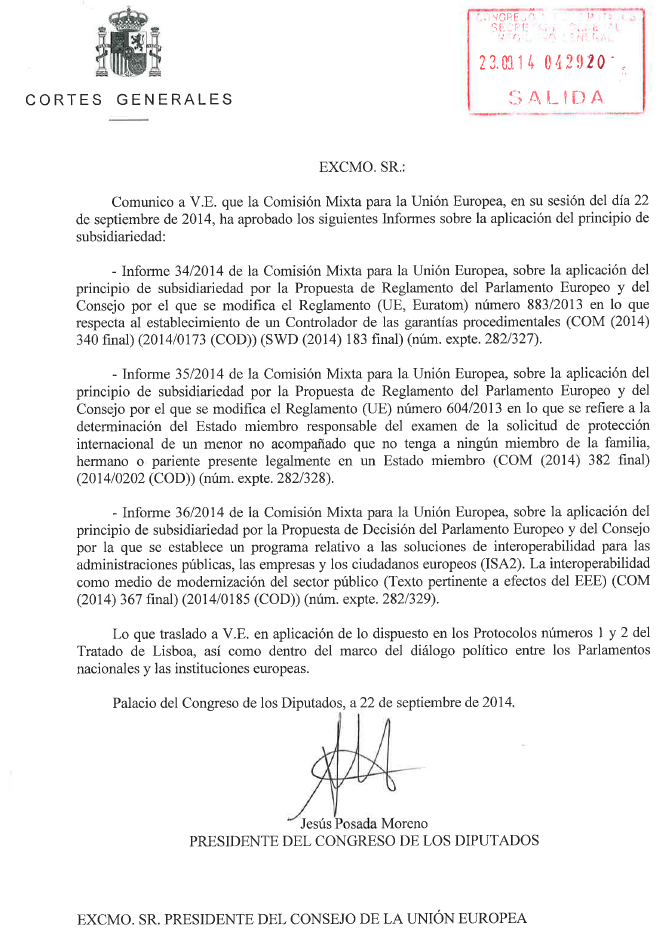 CORTES GENERALES
CONGRESO
REGISTRO GENERAL
23.09.14 042920
SALIDA
EXCMO. SR.:
Comunico a V.E. que la Comisión Mixta para la Unión Europea, en su sesión del día 22
de septiembre de 2014, ha aprobado los siguientes Informes sobre la aplicación del principio de
subsidiariedad:
- Informe 34/2014 de la Comisión Mixta para la Unión Europea, sobre la aplicación del
principio de subsidiariedad por la Propuesta de Reglamento del Parlamento Europeo y del
Consejo por el que se modifica el Reglamento (UE, Euratom) número 883/2013 en lo que
respecta al establecimiento de un Controlador de las garantías procedimentales (COM (2014)
340 final) (2014/0173 (COD)) (SWD (2014) 183 final) (núm. expte. 282/327).
- Informe 35/2014 de la Comisión Mixta para la Unión Europea, sobre la aplicación del
principio de subsidiariedad por la Propuesta de Reglamento del Parlamento Europeo y del
Consejo por el que se modifica el Reglamento (UE) número 604/2013 en lo que se refiere a la
determinación del Estado miembro responsable del examen de la solicitud de protección
internacional de un menor no acompañado que no tenga a ningún miembro de la familia,
hermano o pariente presente legalmente en un Estado miembro (COM (2014) 382 final)
(2014/0202 (COD)) (núm. expte. 282/328).
- Informe 36/2014 de la Comisión Mixta para la Unión Europea, sobre la aplicación del
principio de subsidiariedad por la Propuesta de Decisión del Parlamento Europeo y del Consejo
por la que se establece un programa relativo a las soluciones de interoperabilidad para las
administraciones públicas, las empresas y los ciudadanos europeos (ISA2). La interoperabilidad
como medio de modernización del sector público (Texto pertinente a efectos del EEE) (COM
(2014) 367 final) (2014/0185 (COD)) (núm. expte. 282/329).
Lo que traslado a V.E. en aplicación de lo dispuesto en los Protocolos números 1 y 2 del
Tratado de Lisboa, así como dentro del marco del diálogo político entre los Parlamentos
nacionales y las instituciones europeas.
Palacio del Congreso de los Diputados, a 22 de septiembre de 2014.
Jesús Posada Moreno
PRESIDENTE DEL CONGRESO DE LOS DIPUTADOS
EXCMO. SR. PRESIDENTE DEL CONSEJO DE LA UNIÓN EUROPEA